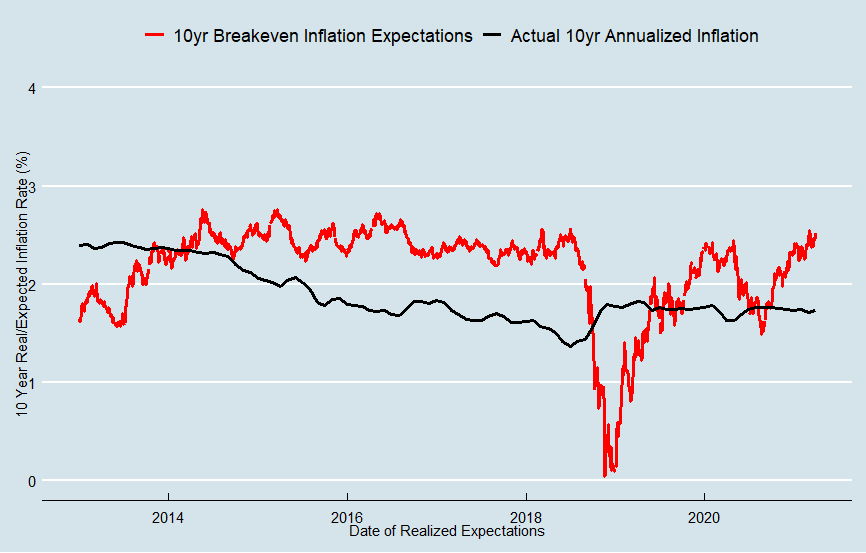 10yr Breakeven Inflation Expectations Actual 10yr Annualized Inflation
10 Year Real/Expected Inflation Rate (%)
4
3
2
1
0
2014 2016 2018 2020
Date of Realized Expectations